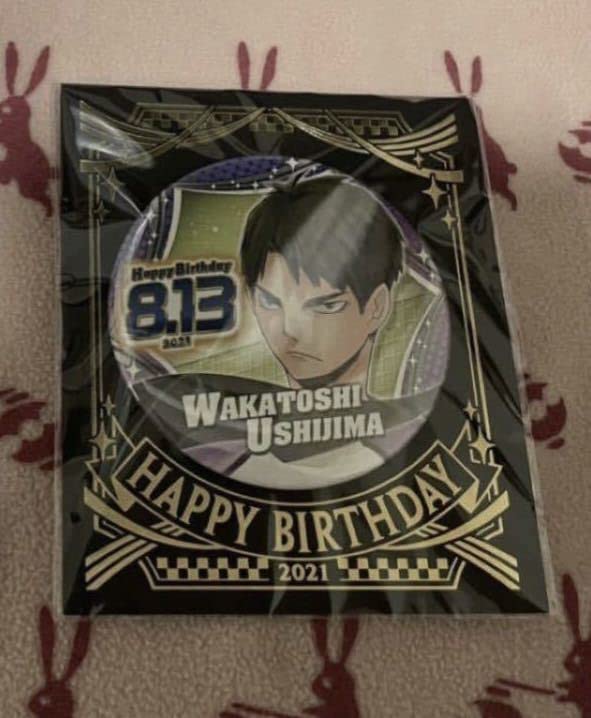 Happy Birthday
8.13
2021
WAKATOSHI
USHIJIMA
HAPPY BIRTHDAY
2021